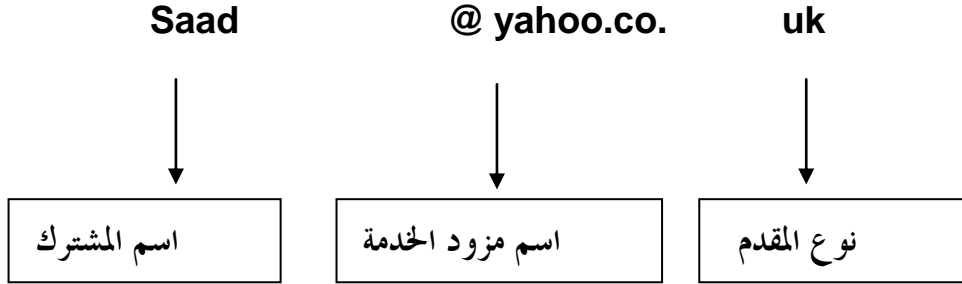 Saad @ yahoo.co. uk
اسم المشترك اسم مزود الخدمة نوع المقدم